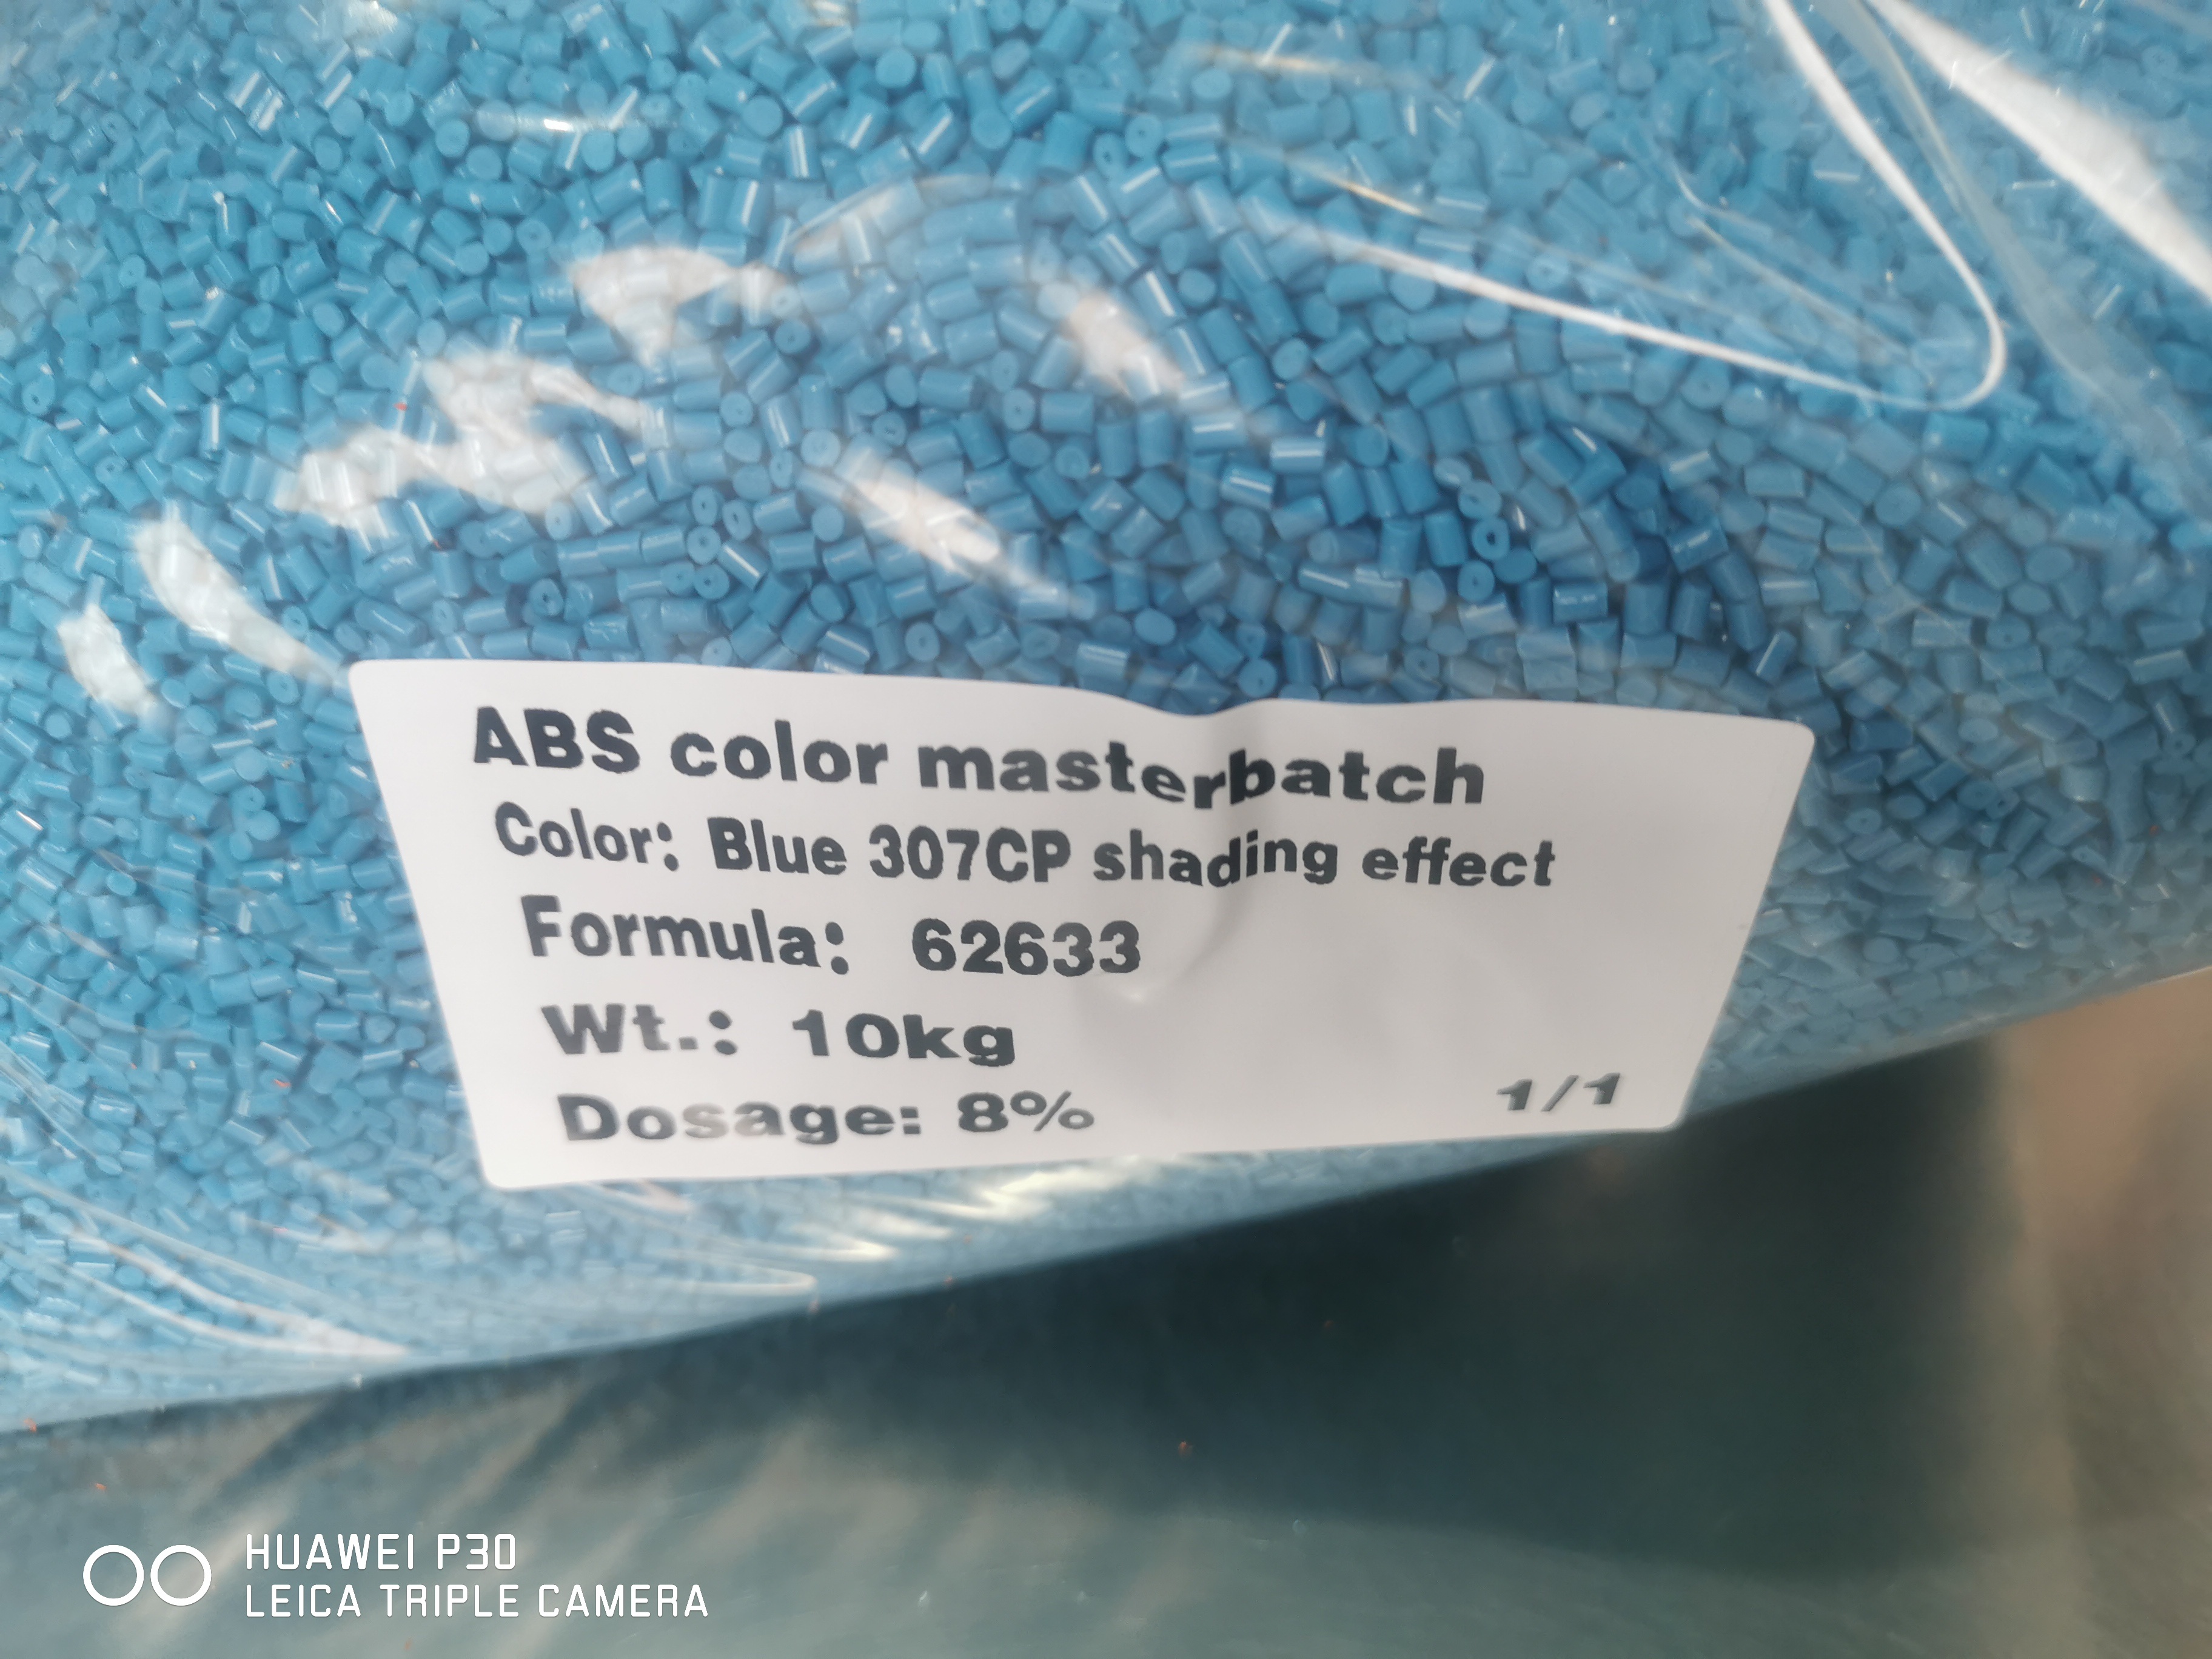 ABS color masterbatch
Color: Blue 307CP shading effect
Formula: 62633
Wt.: 10kg
Dosage: 8%
1/1
HUAWEI P30
LEICA TRIPLE CAMERA